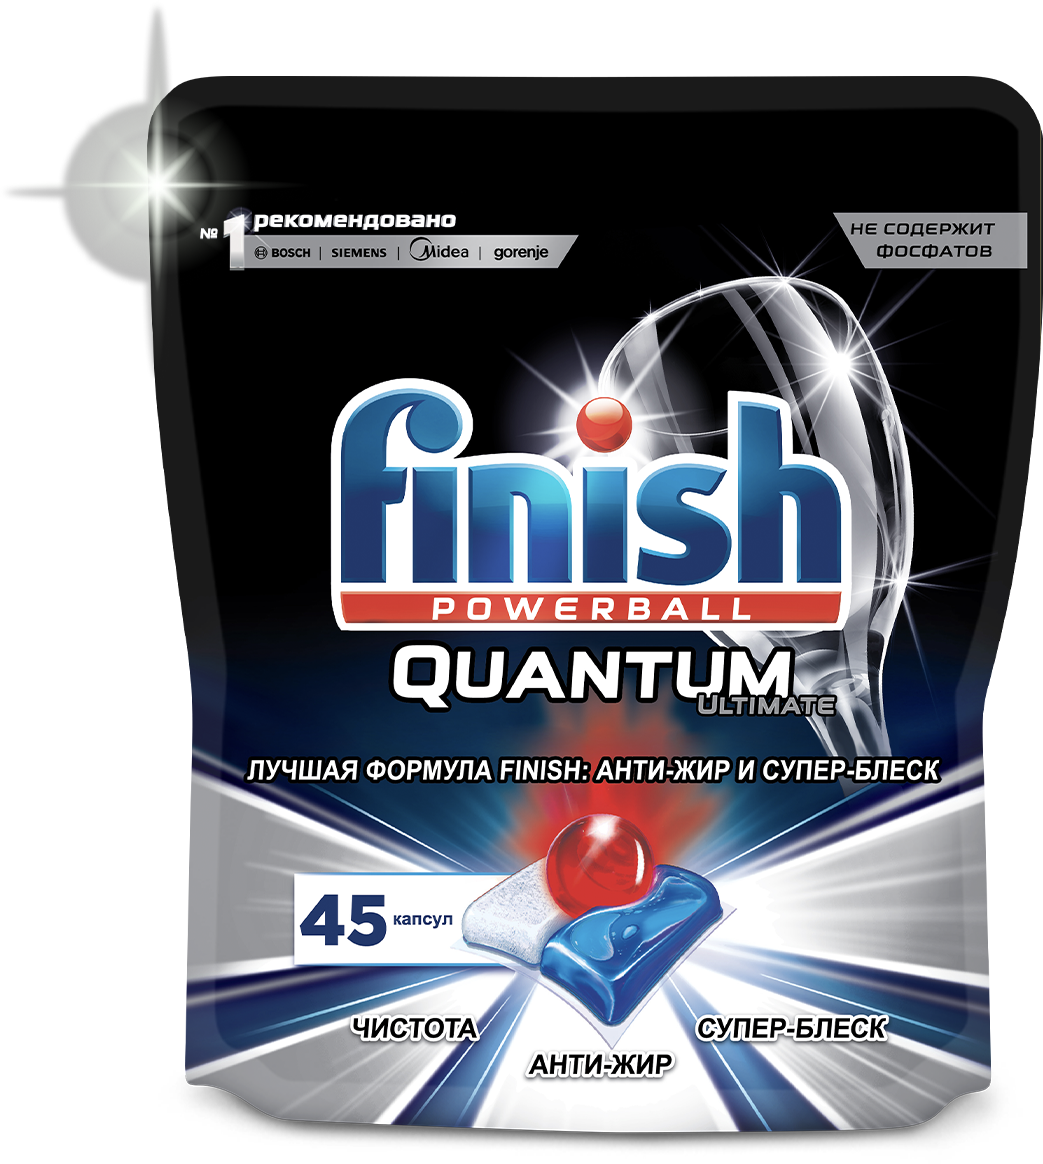 №1 рекомендовано
BOSCH | SIEMENS | Midea | gorenje
НЕ СОДЕРЖИТ
ФОСФАТОВ
finish
POWERBALL
QUANTUM
ULTIMATE
ЛУЧШАЯ ФОРМУЛА FINISH: АНТИ-ЖИР И СУПЕР-БЛЕСК
45 капсул
ЧИСТОТА
АНТИ-ЖИР
СУПЕР-БЛЕСК